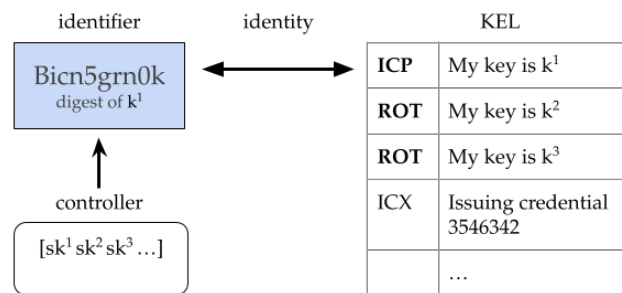 identifier
identity
KEL
Bicn5grn0k
digest of k¹
ICP My key is k¹
ROT My key is k²
ROT My key is k³
ICX Issuing credential
3546342
…
controller
[sk¹ sk² sk³ …]